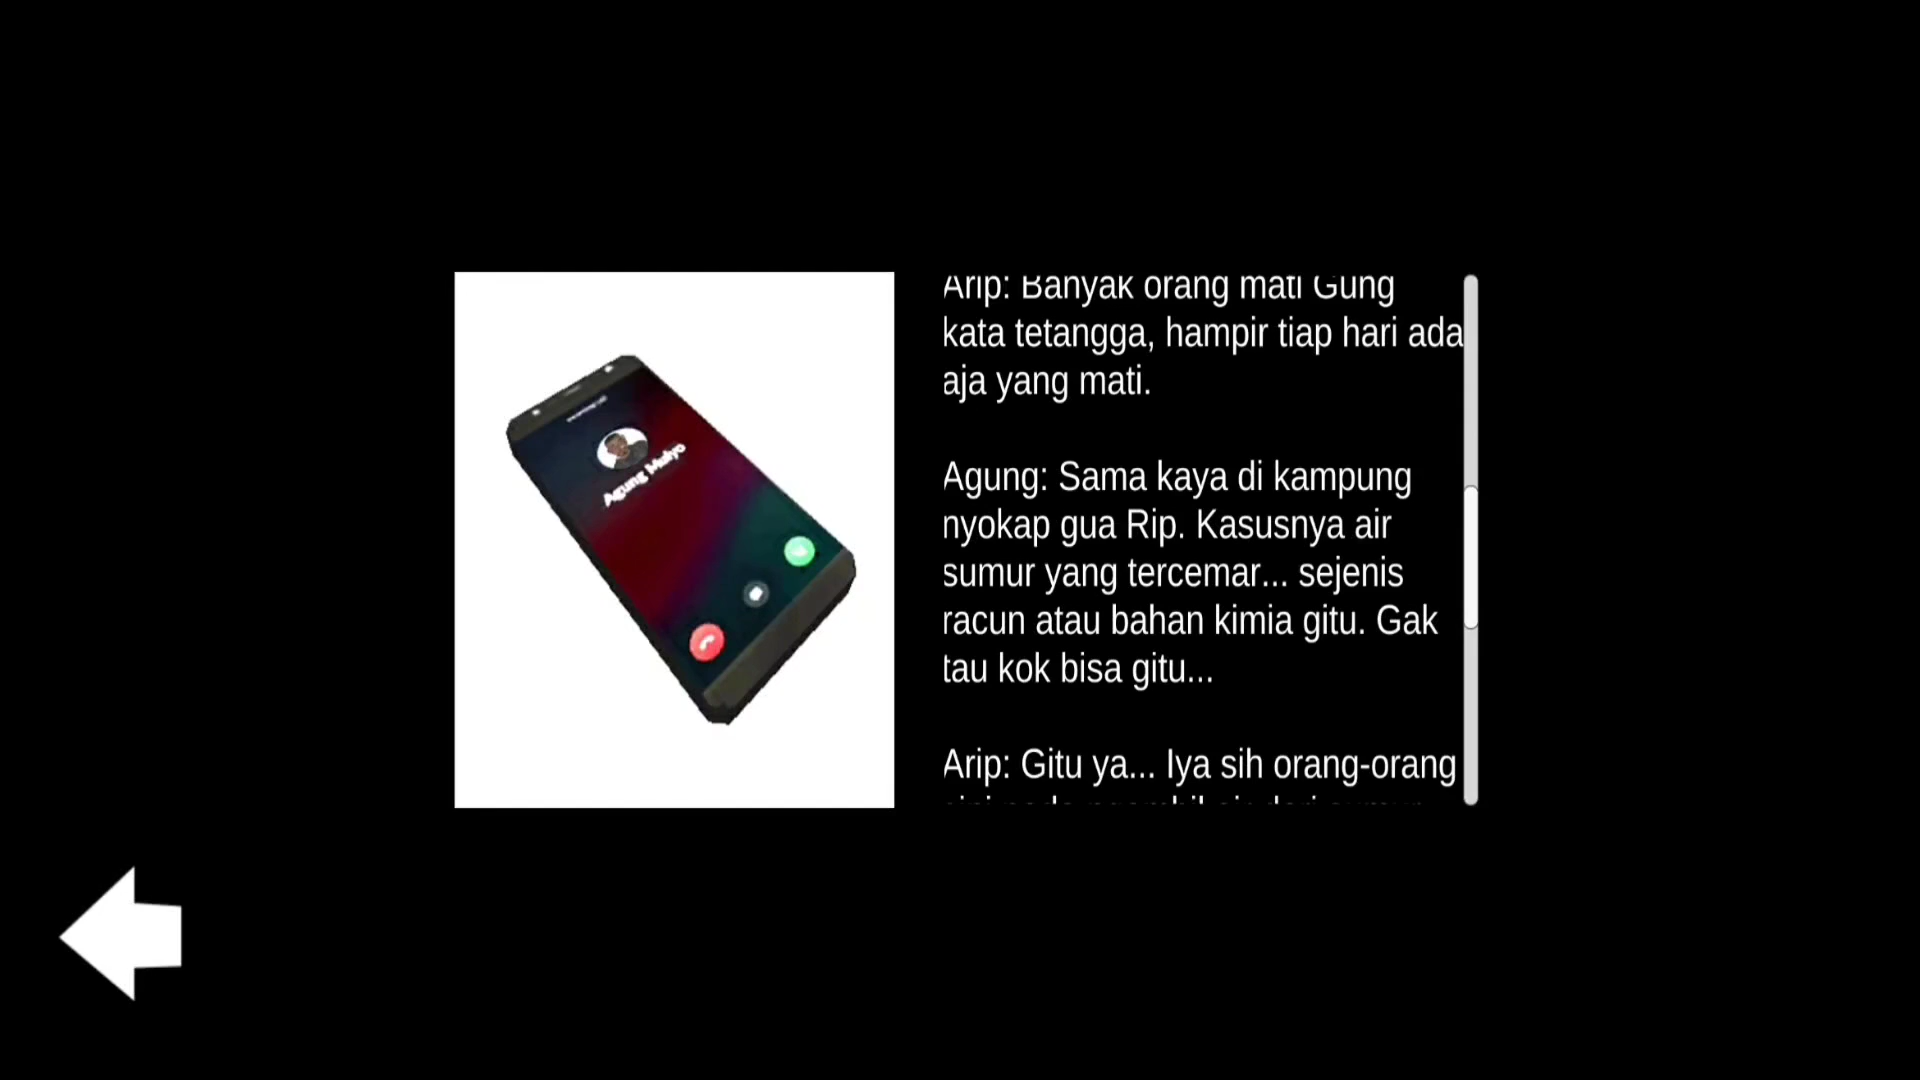 Arip: Banyak orang mati Gung
kata tetangga, hampir tiap hari ada
aja yang mati.
Agung: Sama kaya di kampung
nyokap gua Rip. Kasusnya air
sumur yang tercemar... sejenis
racun atau bahan kimia gitu. Gak
tau kok bisa gitu...
Arip: Gitu ya... Iya sih orang-orang
Agung Mulyo